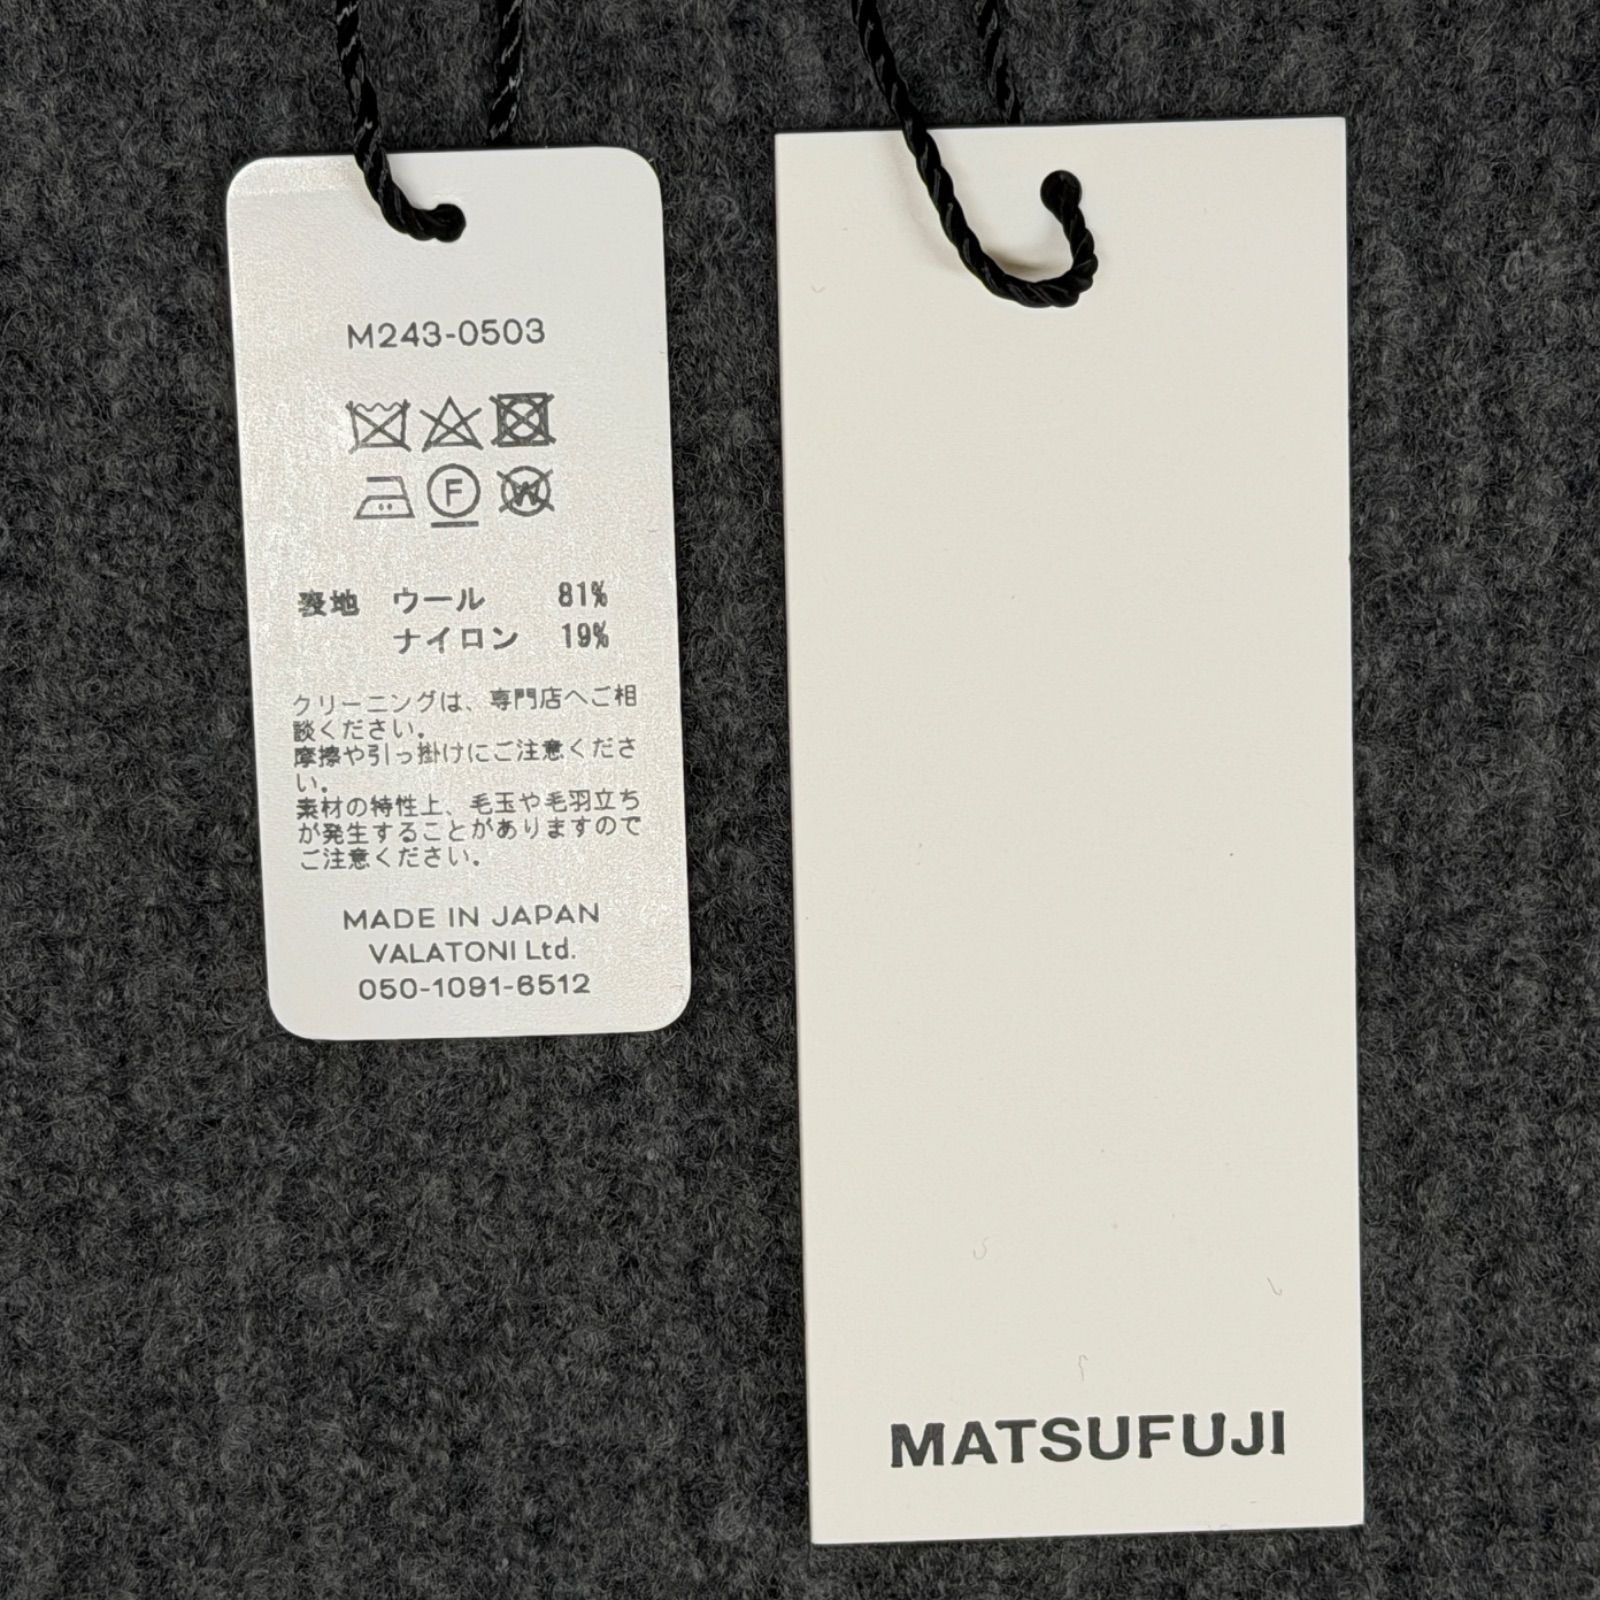 M243-0503
F
W
表地 ウール 81%
ナイロン 19%
クリーニングは、専門店へご相
談ください。
摩擦や引っ掛けにご注意くださ
い。
素材の特性上、毛玉や毛羽立ち
が発生することがありますので
ご注意ください。
MADE IN JAPAN
VALATONI Ltd.
050-1091-6512
MATSUFUJI